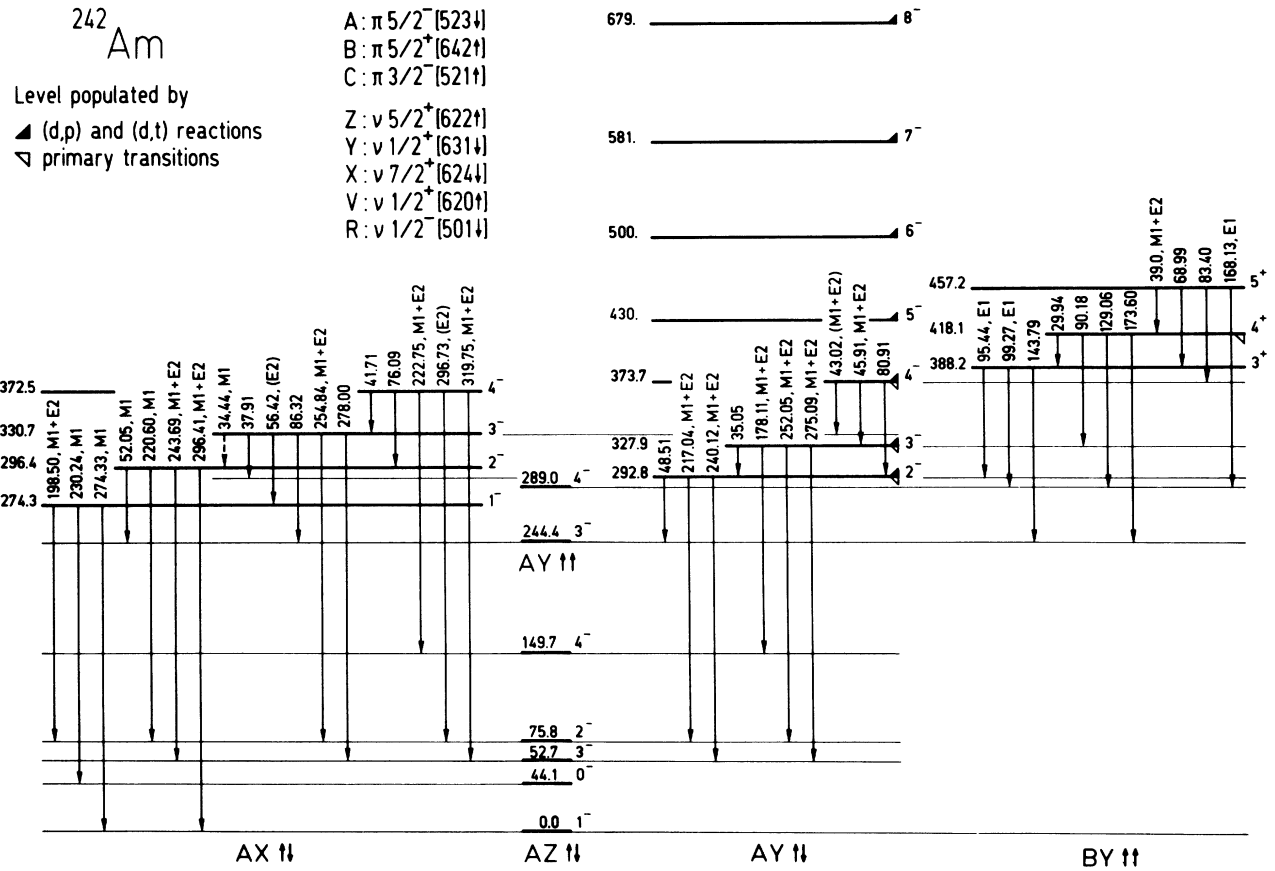 242
Am
Level populated by
◢ (d,p) and (d,t) reactions
◹ primary transitions
A: π 5/2⁻ [523↓]
B: π 5/2⁺ [642↑]
C: π 3/2⁻ [521↑]
Z: ν 5/2⁺ [622↑]
Y: ν 1/2⁺ [631↓]
X: ν 7/2⁺ [624↓]
V: ν 1/2⁺ [620↑]
R: ν 1/2⁻ [501↓]
372.5 4⁻
330.7 3⁻
296.4 2⁻
274.3 1⁻
198.50, M1+E2
230.24, M1
274.33, M1
52.05, M1
220.60, M1
243.69, M1+E2
296.41, M1+E2
34.44, M1
37.91
56.42, (E2)
86.32
254.84, M1+E2
278.00
41.71
76.09
222.75, M1+E2
296.73, (E2)
319.75, M1+E2
AX ↑↓
289.0 4⁻
244.4 3⁻
AY ↑↑
149.7 4⁻
75.8 2⁻
52.7 3⁻
44.1 0⁻
0.0 1⁻
AZ ↑↓
679. 8⁻
581. 7⁻
500. 6⁻
430. 5⁻
373.7 4⁻
327.9 3⁻
292.8 2⁻
48.51
217.04, M1+E2
240.12, M1+E2
35.05
178.11, M1+E2
252.05, M1+E2
275.09, M1+E2
43.02, (M1+E2)
45.91, M1+E2
80.91
AY ↑↓
457.2 5⁺
418.1 4⁺
388.2 3⁺
95.44, E1
99.27, E1
143.79
29.94
90.18
129.06
173.60
39.0, M1+E2
68.99
83.40
168.13, E1
BY ↑↑